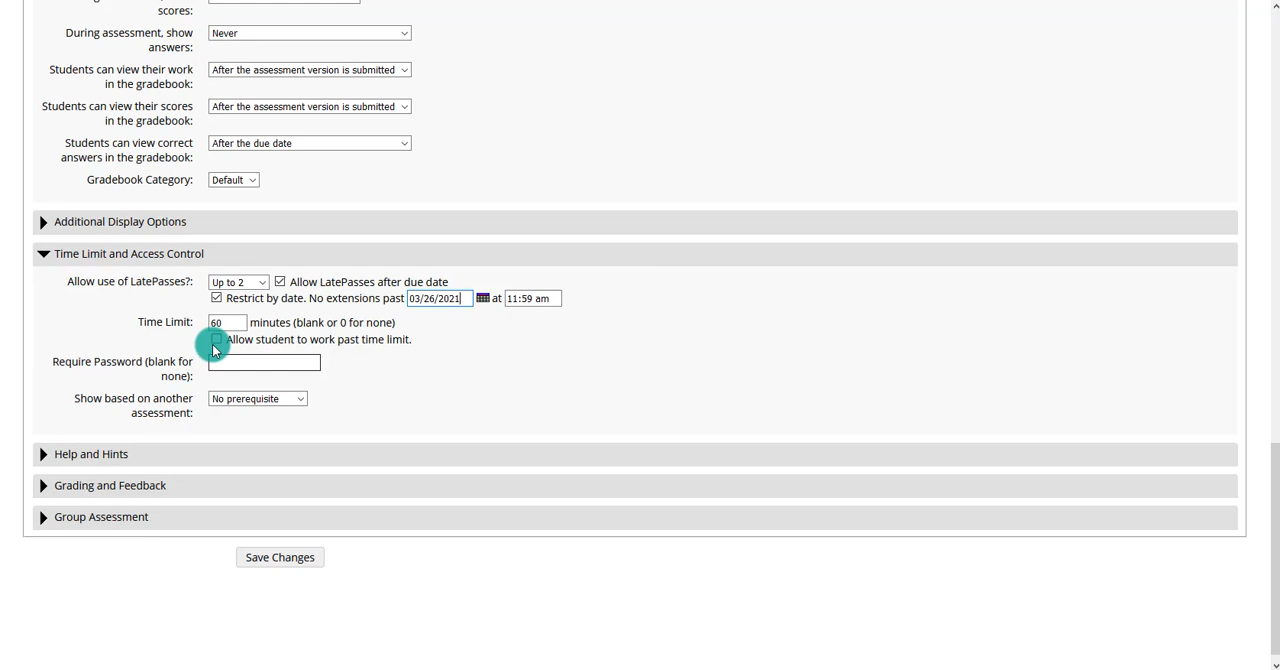 scores:
During assessment, show
answers:
Never
Students can view their work
in the gradebook:
After the assessment version is submitted
Students can view their scores
in the gradebook:
After the assessment version is submitted
Students can view correct
answers in the gradebook:
After the due date
Gradebook Category:
Default
Additional Display Options
Time Limit and Access Control
Allow use of LatePasses?:
Up to 2
Allow LatePasses after due date
Restrict by date. No extensions past 03/26/2021 at 11:59 am
Time Limit:
60 minutes (blank or 0 for none)
Allow student to work past time limit.
Require Password (blank for
none):
Show based on another
assessment:
No prerequisite
Help and Hints
Grading and Feedback
Group Assessment
Save Changes